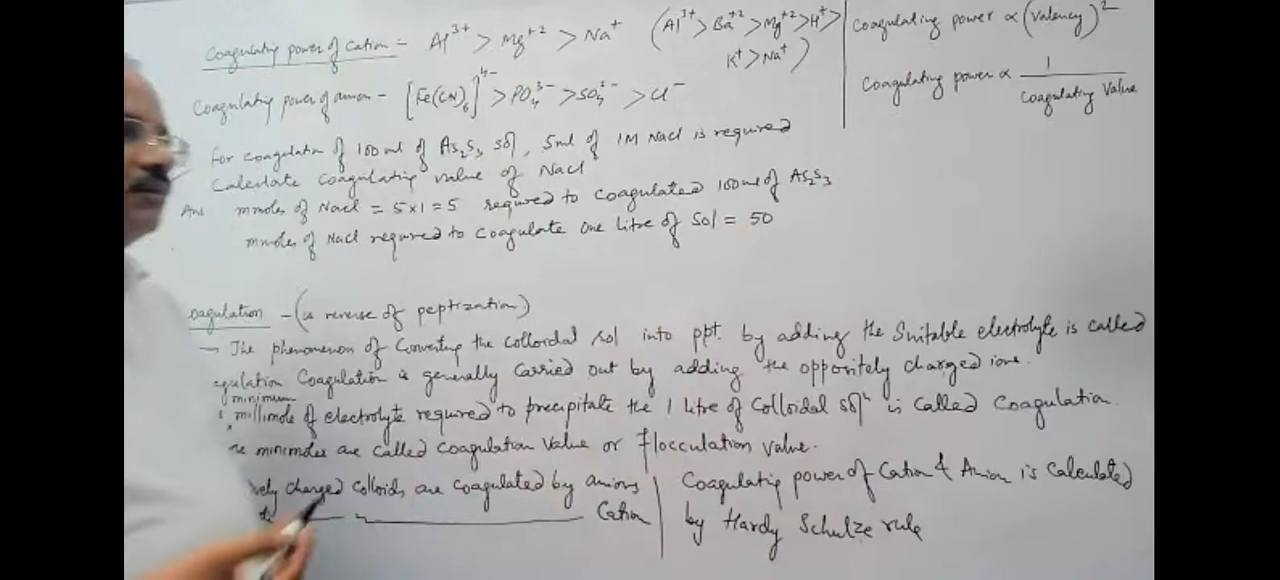 Coagulating power of Cation - Al³⁺ > Mg⁺² > Na⁺ (Al³⁺ > Ba⁺² > Mg⁺² > H⁺ >
K⁺ > Na⁺)
Coagulating power of anion - [Fe(CN)₆]⁴⁻ > PO₄³⁻ > SO₄²⁻ > Cl⁻
Coagulating power ∝ (Valency)²
Coagulating power ∝ 1 / Coagulating Value
For coagulation of 100 ml of As₂S₃ sol, 5ml of 1M NaCl is required
Calculate coagulating value of NaCl
Ans mmoles of NaCl = 5×1 = 5 required to coagulated 100 ml of As₂S₃
mmoles of NaCl required to coagulate one litre of Sol = 50
oagulation - (is reverse of peptization)
→ The phenomenon of Converting the colloidal sol into ppt. by adding the Suitable electrolyte is called
gulation Coagulation is generally Carried out by adding the oppositely charged ions.
minimum
millimole of electrolyte required to precipitate the 1 litre of Colloidal solⁿ is Called Coagulation.
minimoles are called Coagulation Value or flocculation value.
vely charged Colloids are coagulated by anions
Cation
Coagulating power of Cation & Anion is Calculated
by Hardy Schulze rule